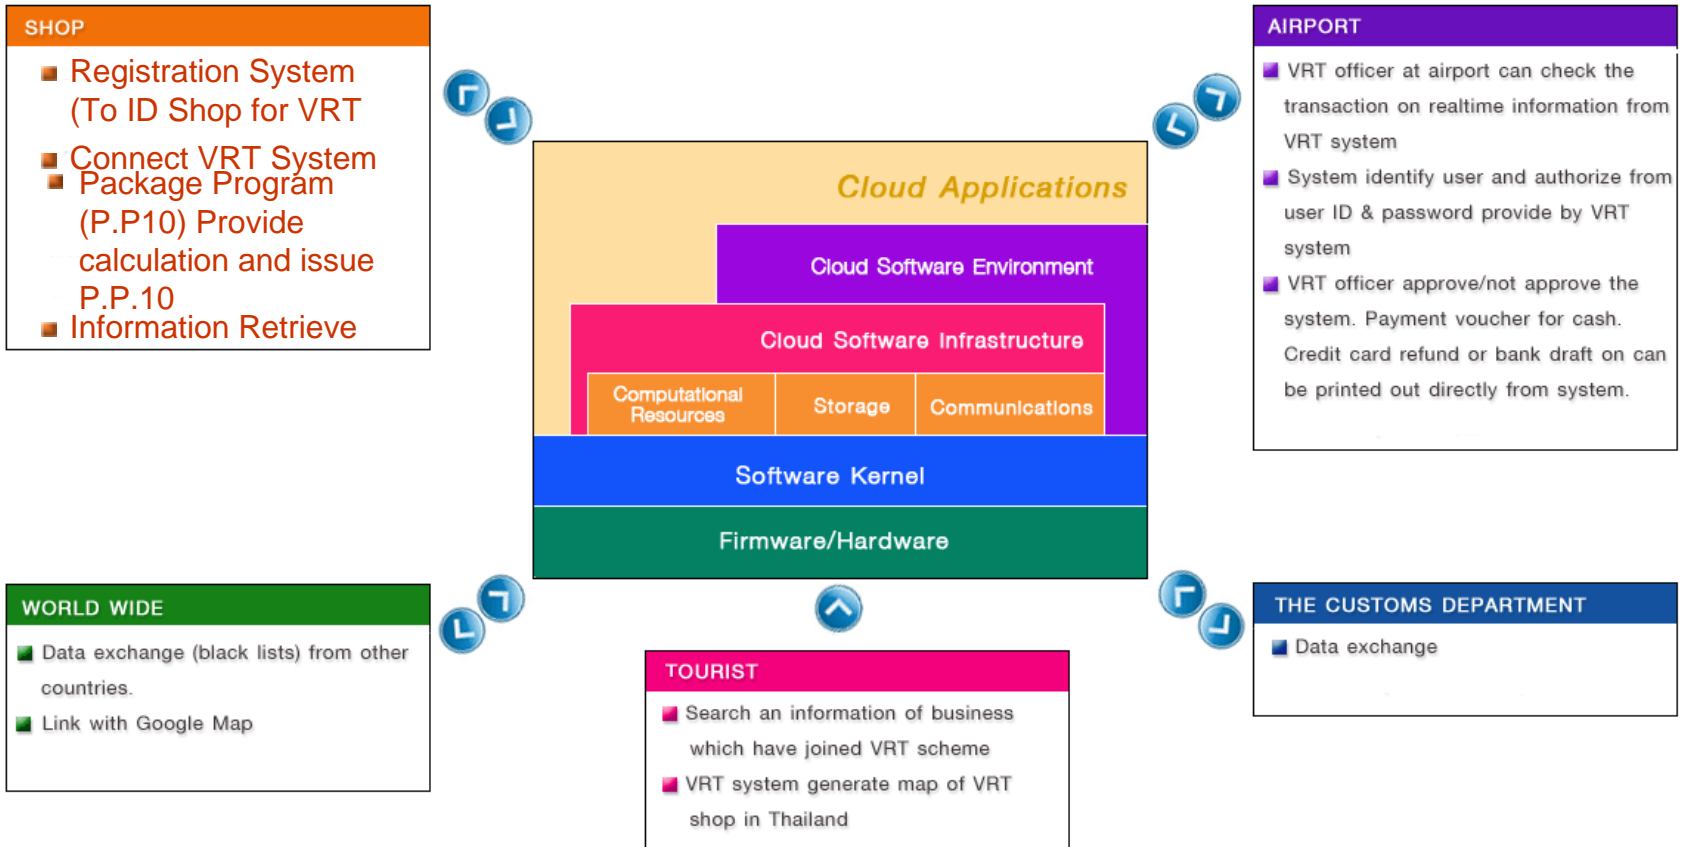 SHOP
Registration System
(To ID Shop for VRT
Connect VRT System
Package Program
(P.P10) Provide
calculation and issue
P.P.10
Information Retrieve
Cloud Applications
Cloud Software Environment
Cloud Software Infrastructure
Computational
Resources
Storage
Communications
Software Kernel
Firmware/Hardware
AIRPORT
VRT officer at airport can check the
transaction on realtime information from
VRT system
System identify user and authorize from
user ID & password provide by VRT
system
VRT officer approve/not approve the
system. Payment voucher for cash.
Credit card refund or bank draft on can
be printed out directly from system.
WORLD WIDE
Data exchange (black lists) from other
countries.
Link with Google Map
TOURIST
Search an information of business
which have joined VRT scheme
VRT system generate map of VRT
shop in Thailand
THE CUSTOMS DEPARTMENT
Data exchange